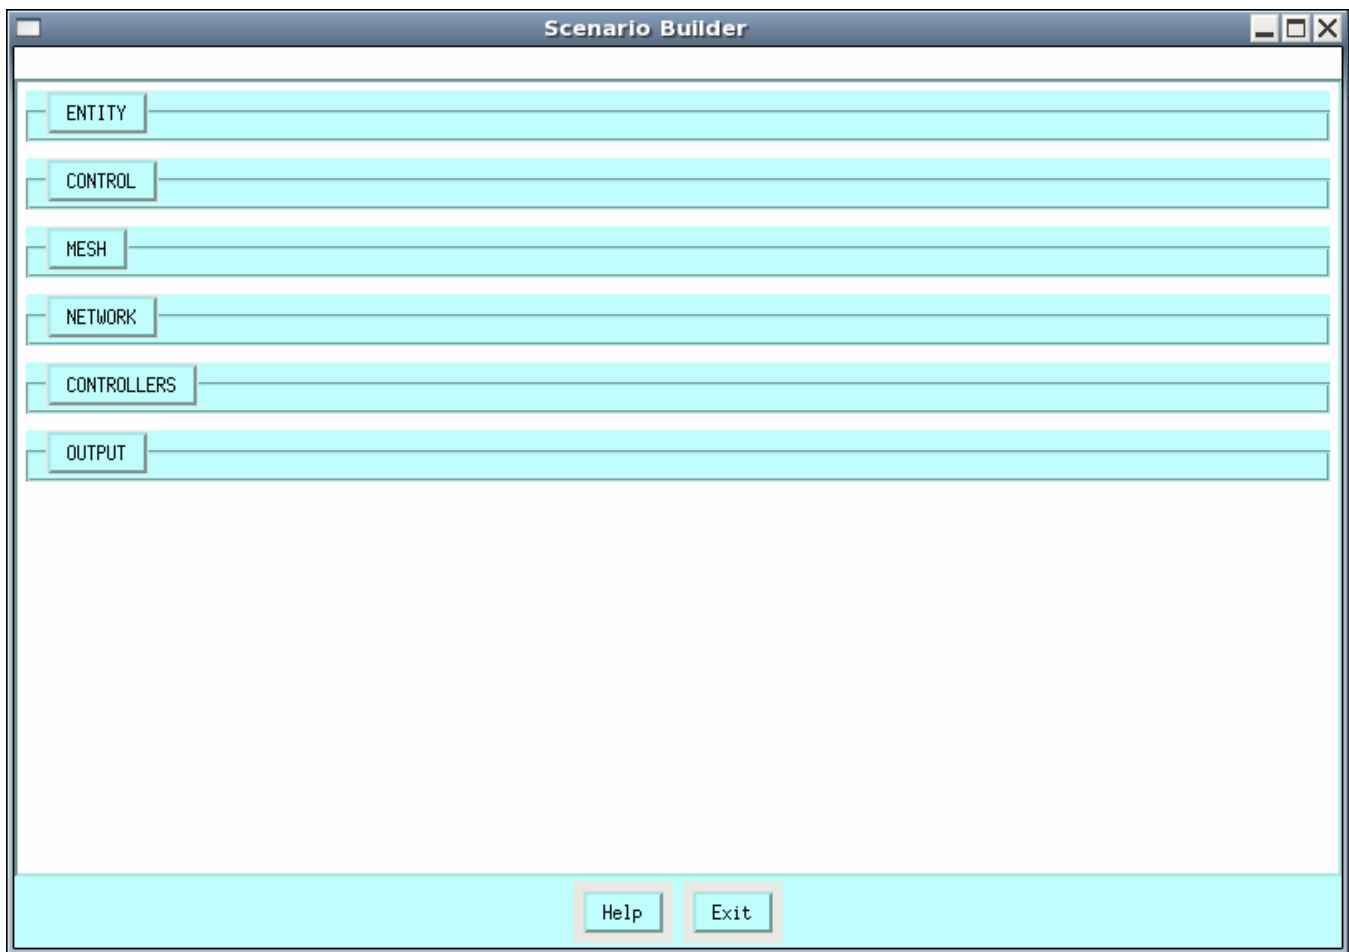 Scenario Builder
ENTITY
CONTROL
MESH
NETWORK
CONTROLLERS
OUTPUT
Help Exit